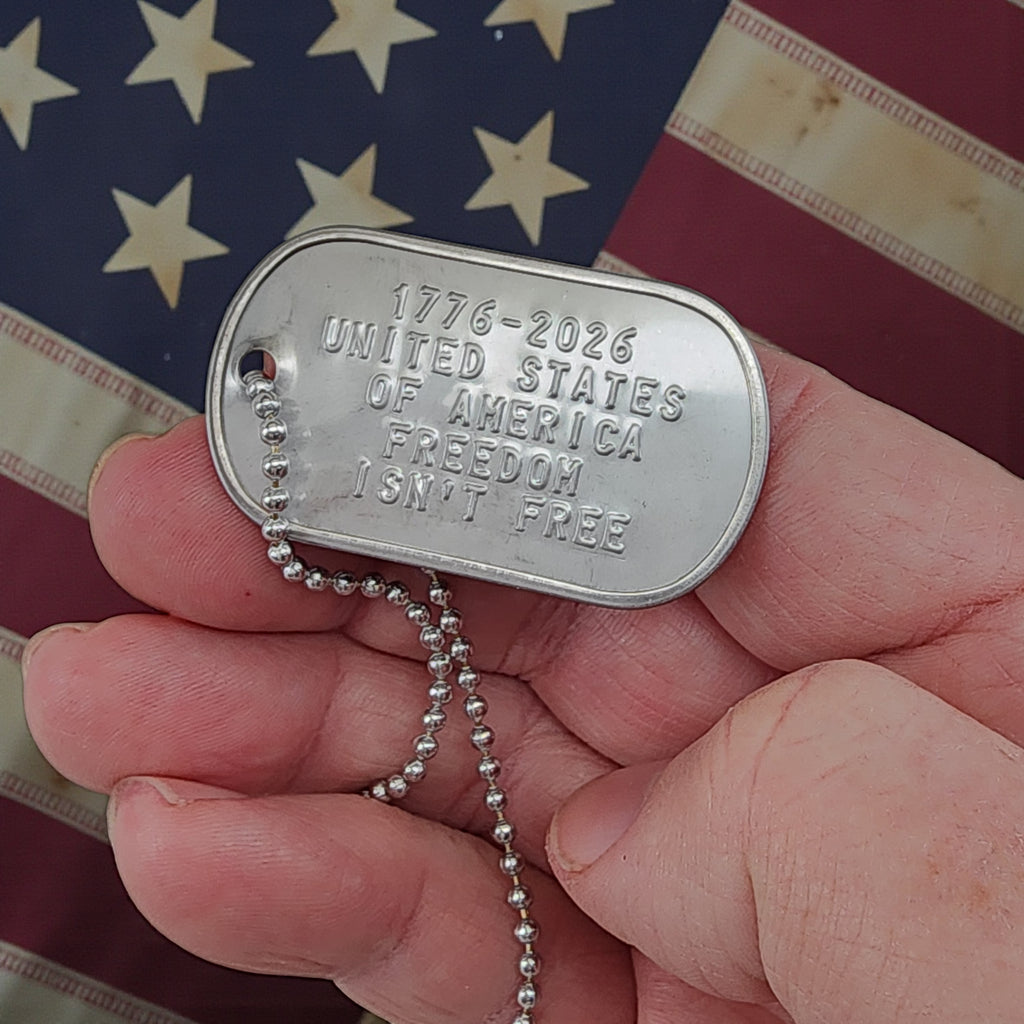 1776-2026
UNITED STATES
OF AMERICA
FREEDOM
ISN'T FREE